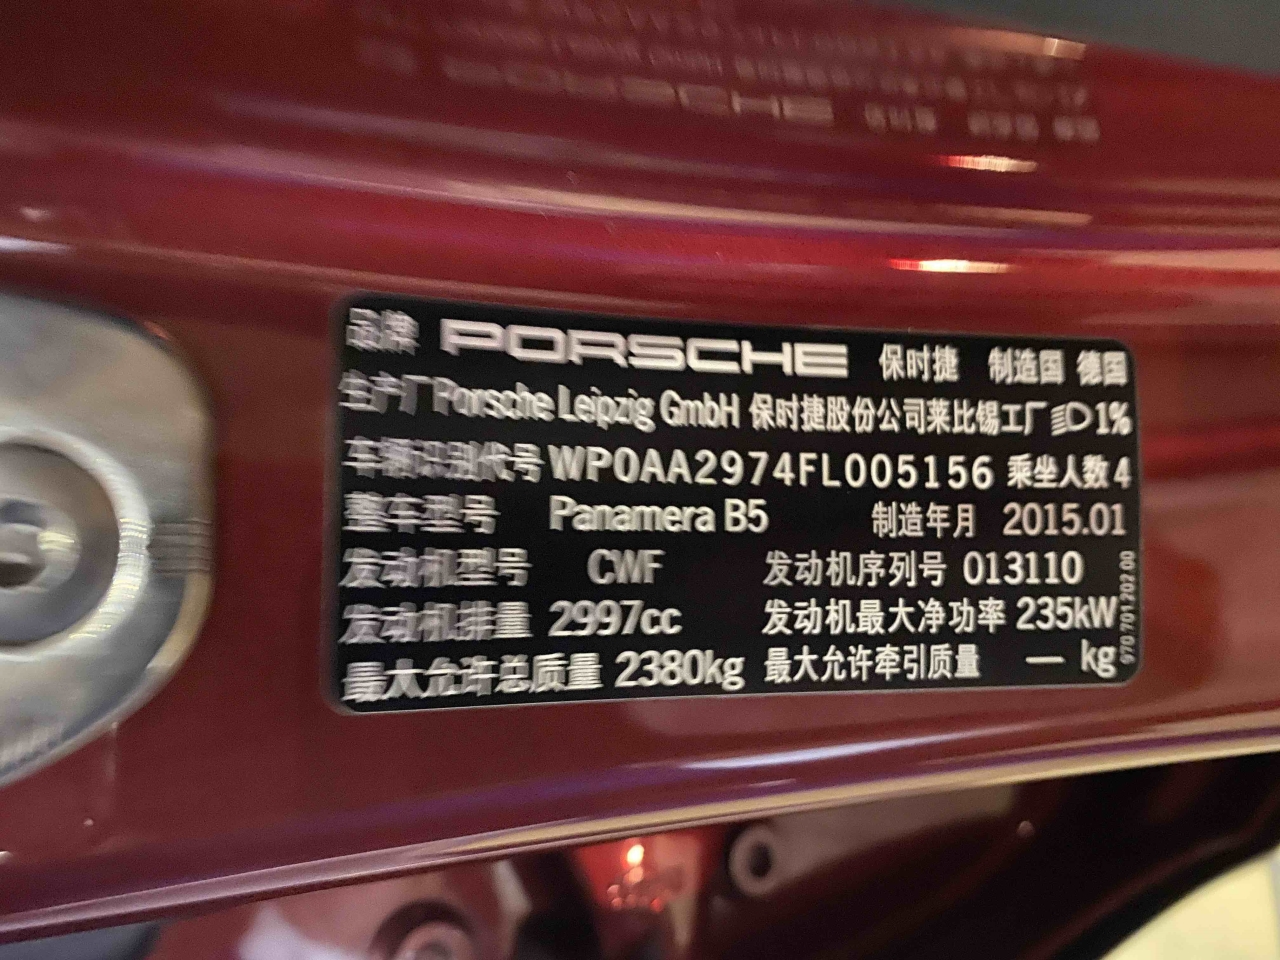 品牌 PORSCHE 保时捷 制造国 德国
生产厂 Porsche Leipzig GmbH 保时捷股份公司莱比锡工厂 1%
车辆识别代号 WP0AA2974FL005156 乘坐人数 4
整车型号 Panamera B5 制造年月 2015.01
发动机型号 CWF 发动机序列号 013110
发动机排量 2997cc 发动机最大净功率 235kW
最大允许总质量 2380kg 最大允许牵引质量 — kg
970.701.202.00